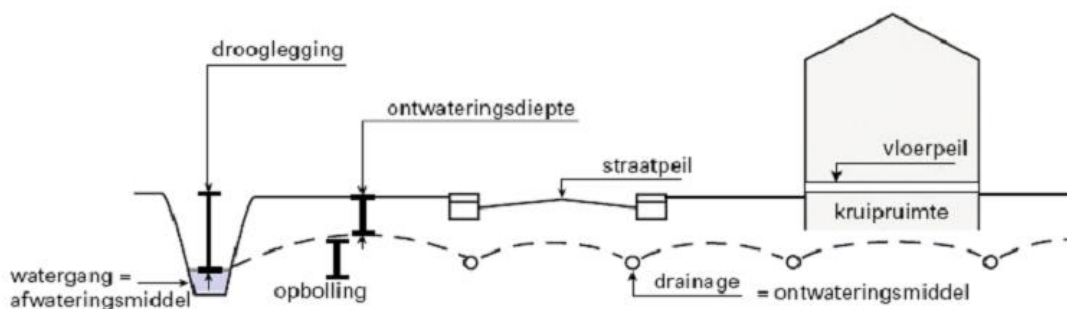 drooglegging
ontwateringsdiepte
straatpeil
vloerpeil
kruipruimte
watergang =
afwateringsmiddel
opbolling
drainage = ontwateringsmiddel